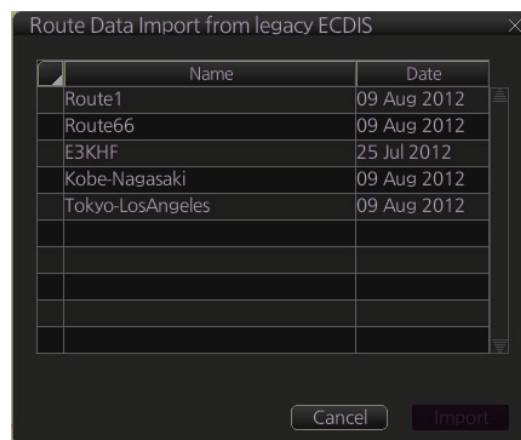 Route Data Import from legacy ECDIS
Name Date
Route1 09 Aug 2012
Route66 09 Aug 2012
E3KHF 25 Jul 2012
Kobe-Nagasaki 09 Aug 2012
Tokyo-LosAngeles 09 Aug 2012
Cancel Import